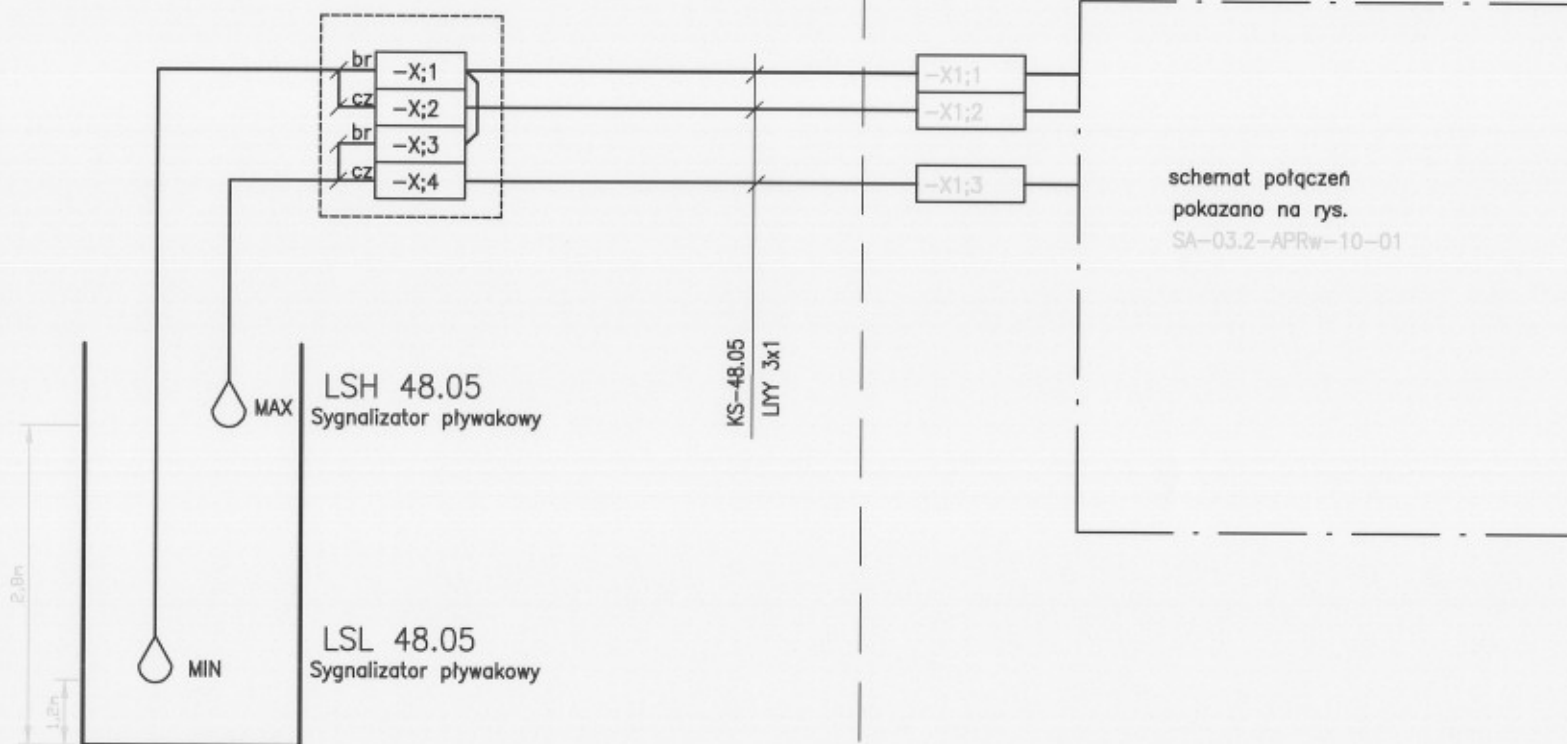 br
-X;1
-X1;1
cz
-X;2
-X1;2
br
-X;3
cz
-X;4
-X1;3
schemat połączeń
pokazano na rys.
SA-03.2-APRw-10-01
KS-48.05
LIYY 3x1
LSH 48.05
MAX
Sygnalizator pływakowy
2,8m
LSL 48.05
MIN
Sygnalizator pływakowy
1,2m